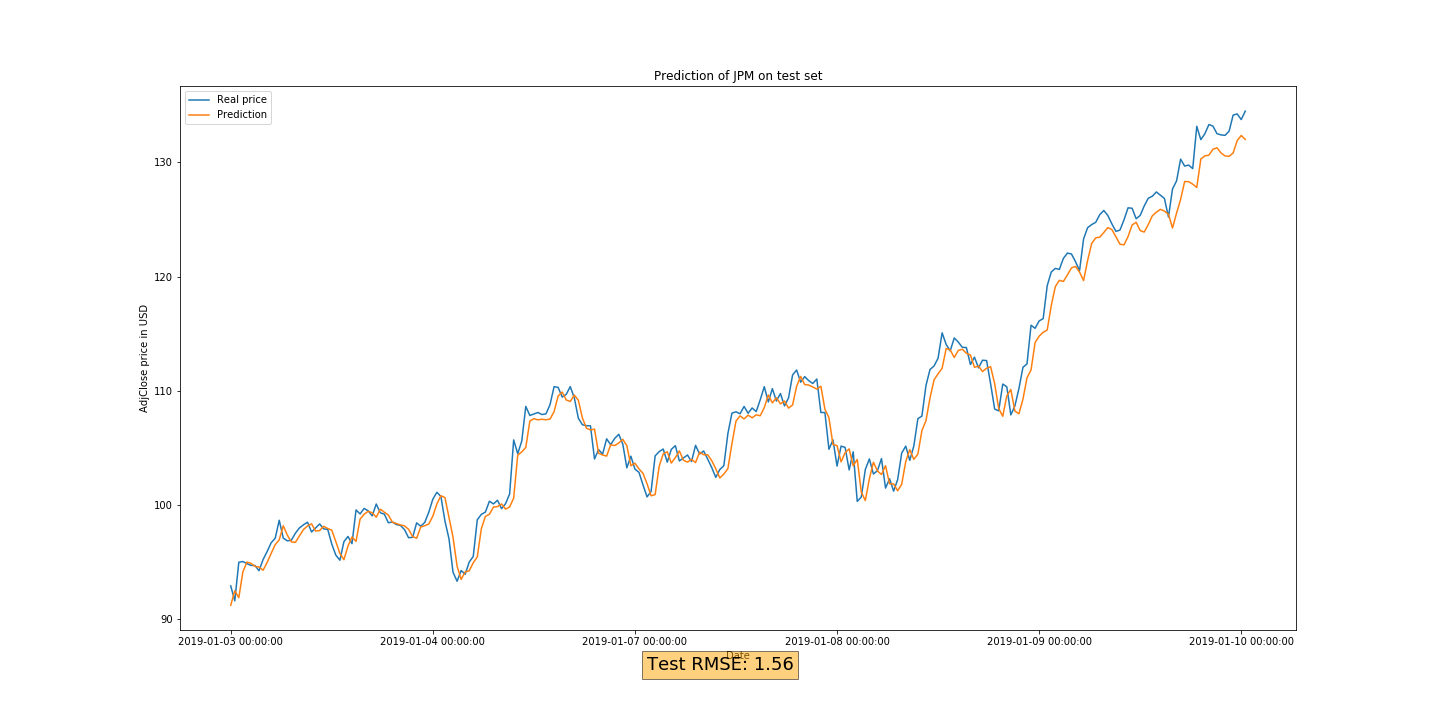 Prediction of JPM on test set
Real price
Prediction
AdjClose price in USD
130
120
110
100
90
2019-01-03 00:00:00 2019-01-04 00:00:00 2019-01-07 00:00:00 2019-01-08 00:00:00 2019-01-09 00:00:00 2019-01-10 00:00:00
Date
Test RMSE: 1.56